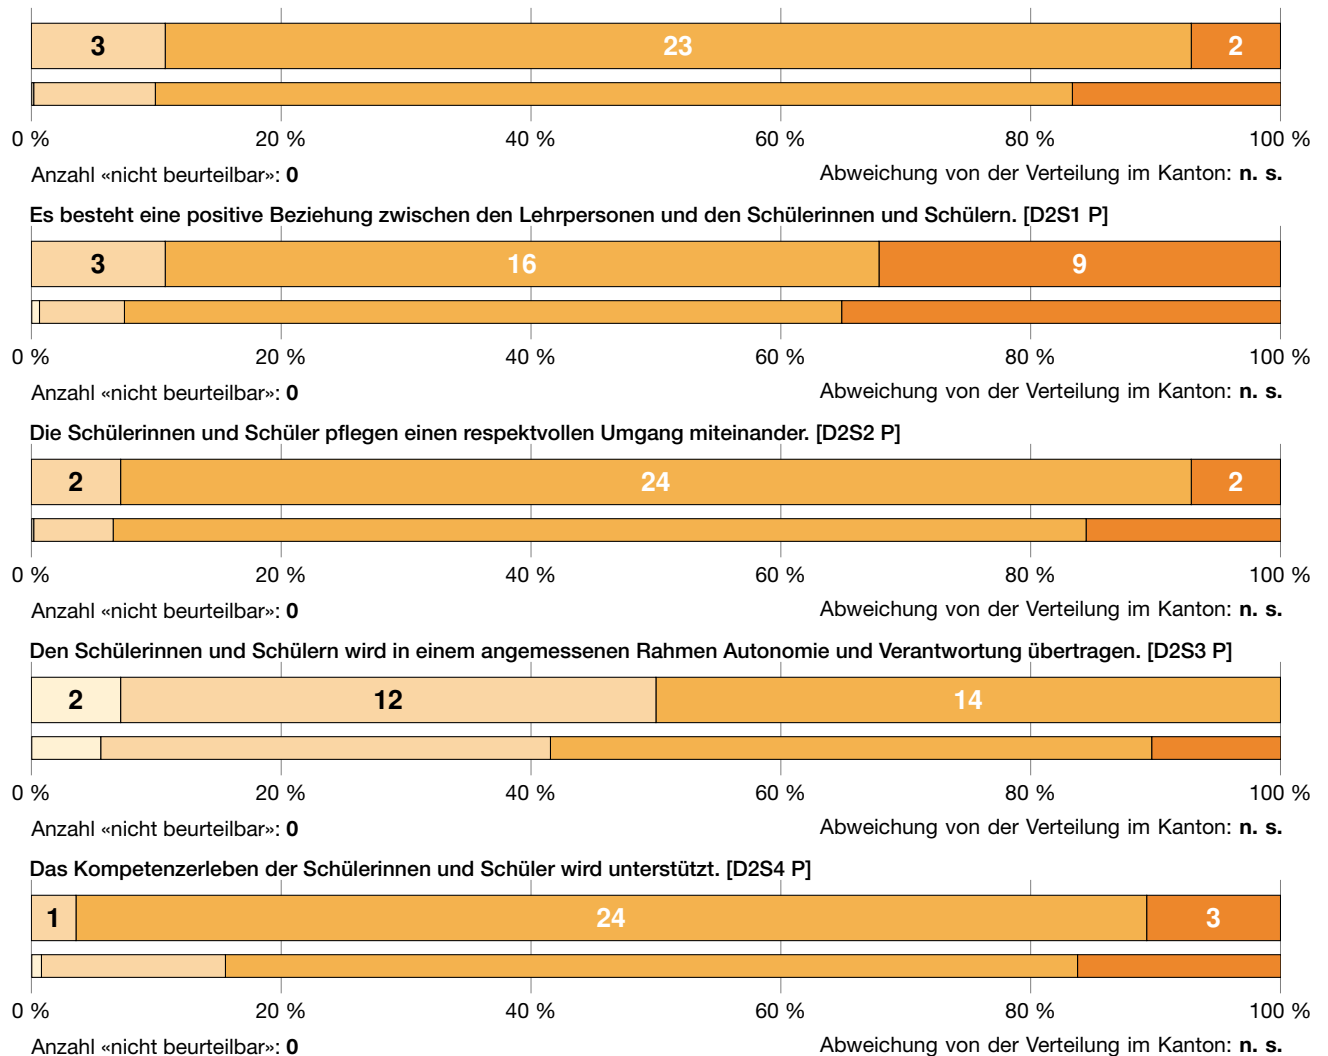 3 23 2
0 % 20 % 40 % 60 % 80 % 100 %
Anzahl «nicht beurteilbar»: 0 Abweichung von der Verteilung im Kanton: n. s.
Es besteht eine positive Beziehung zwischen den Lehrpersonen und den Schülerinnen und Schülern. [D2S1 P]
3 16 9
0 % 20 % 40 % 60 % 80 % 100 %
Anzahl «nicht beurteilbar»: 0 Abweichung von der Verteilung im Kanton: n. s.
Die Schülerinnen und Schüler pflegen einen respektvollen Umgang miteinander. [D2S2 P]
2 24 2
0 % 20 % 40 % 60 % 80 % 100 %
Anzahl «nicht beurteilbar»: 0 Abweichung von der Verteilung im Kanton: n. s.
Den Schülerinnen und Schülern wird in einem angemessenen Rahmen Autonomie und Verantwortung übertragen. [D2S3 P]
2 12 14
0 % 20 % 40 % 60 % 80 % 100 %
Anzahl «nicht beurteilbar»: 0 Abweichung von der Verteilung im Kanton: n. s.
Das Kompetenzerleben der Schülerinnen und Schüler wird unterstützt. [D2S4 P]
1 24 3
0 % 20 % 40 % 60 % 80 % 100 %
Anzahl «nicht beurteilbar»: 0 Abweichung von der Verteilung im Kanton: n. s.